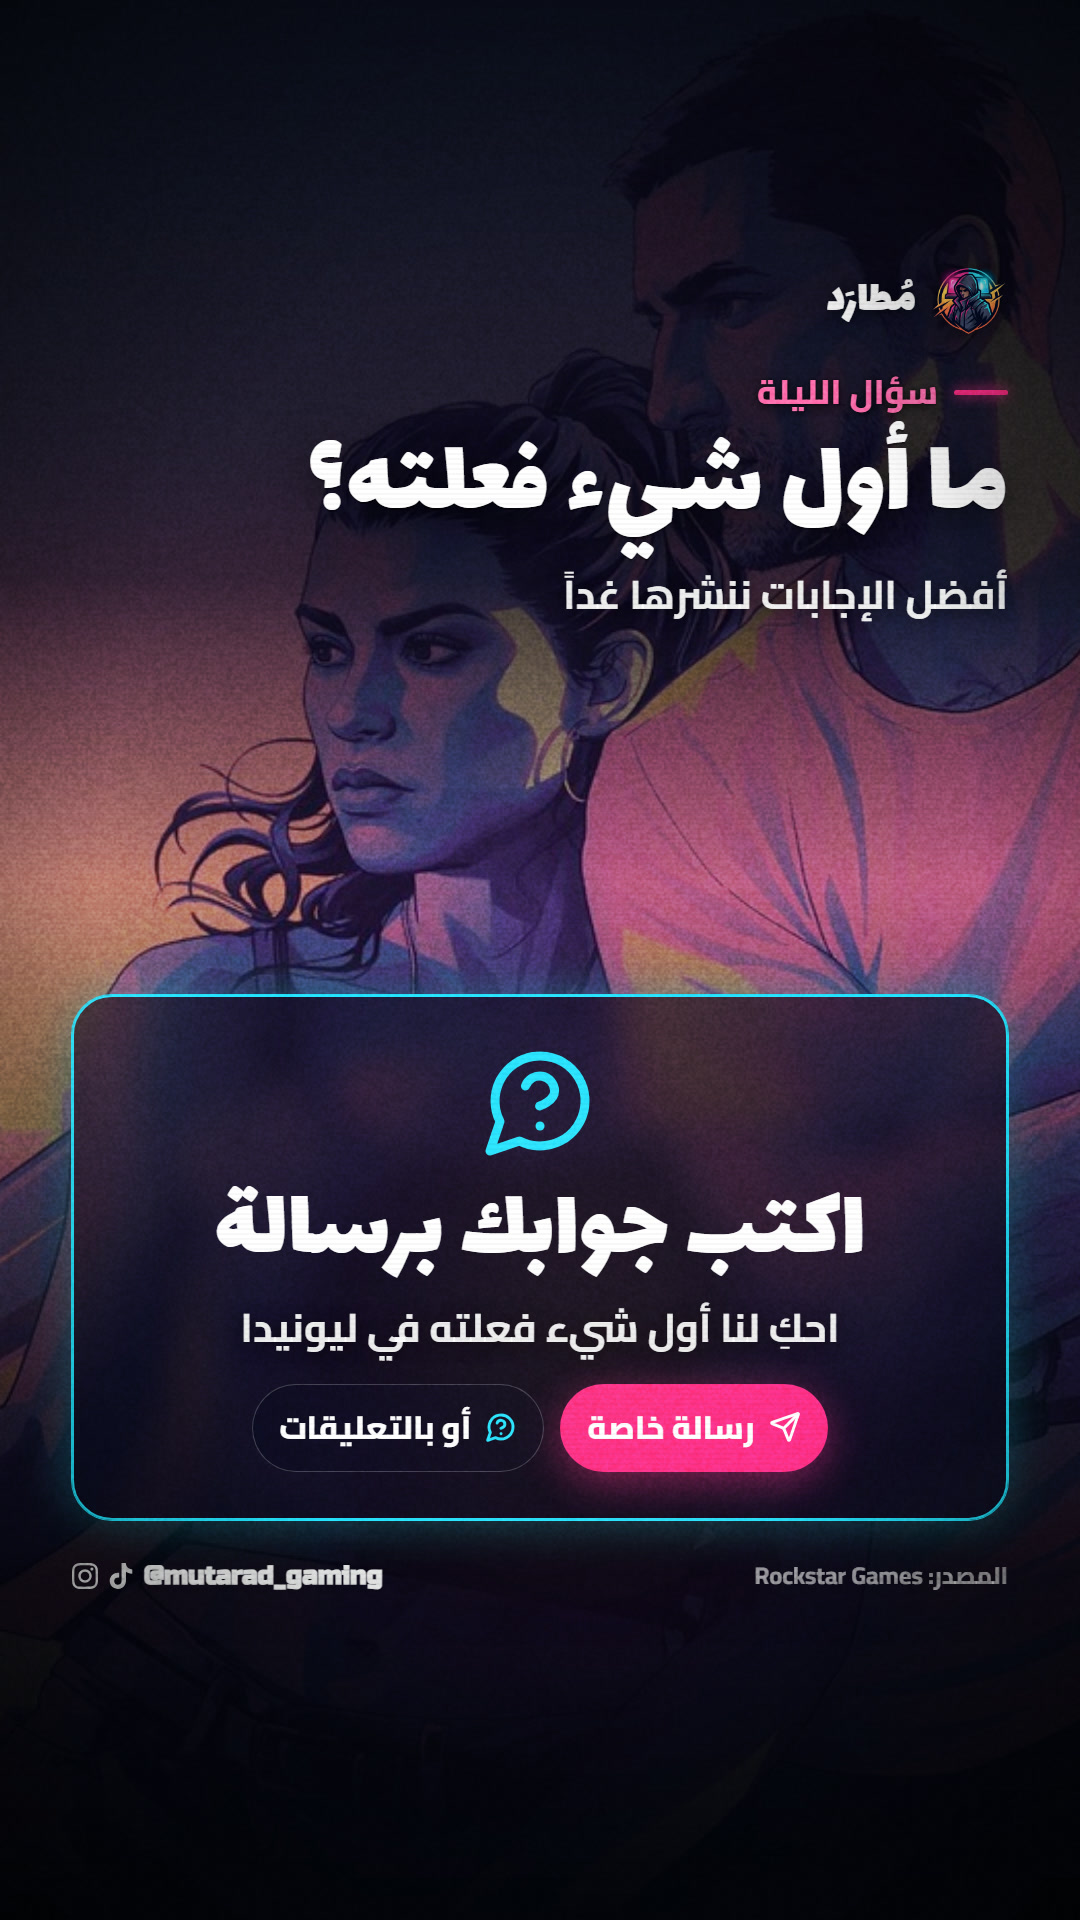 مُطارَد
سؤال الليلة
ما أول شيء فعلته؟
أفضل الإجابات ننشرها غداً
اكتب جوابك برسالة
احكِ لنا أول شيء فعلته في ليونيدا
رسالة خاصة
أو بالتعليقات
المصدر: Rockstar Games
@mutarad_gaming